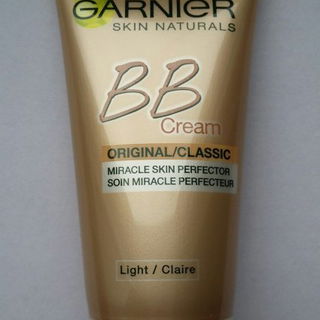 GARNIER
SKIN NATURALS
BB
Cream
ORIGINAL/CLASSIC
MIRACLE SKIN PERFECTOR
SOIN MIRACLE PERFECTEUR
Light / Claire